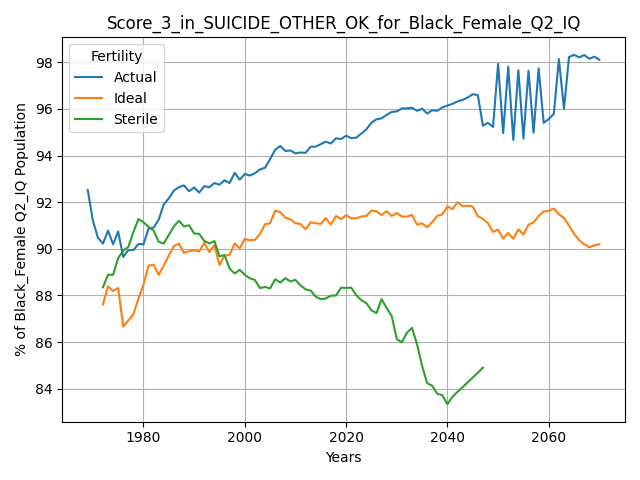 Score_3_in_SUICIDE_OTHER_OK_for_Black_Female_Q2_IQ
% of Black_Female Q2_IQ Population
98
96
94
92
90
88
86
84
Fertility
Actual
Ideal
Sterile
1980
2000
2020
2040
2060
Years